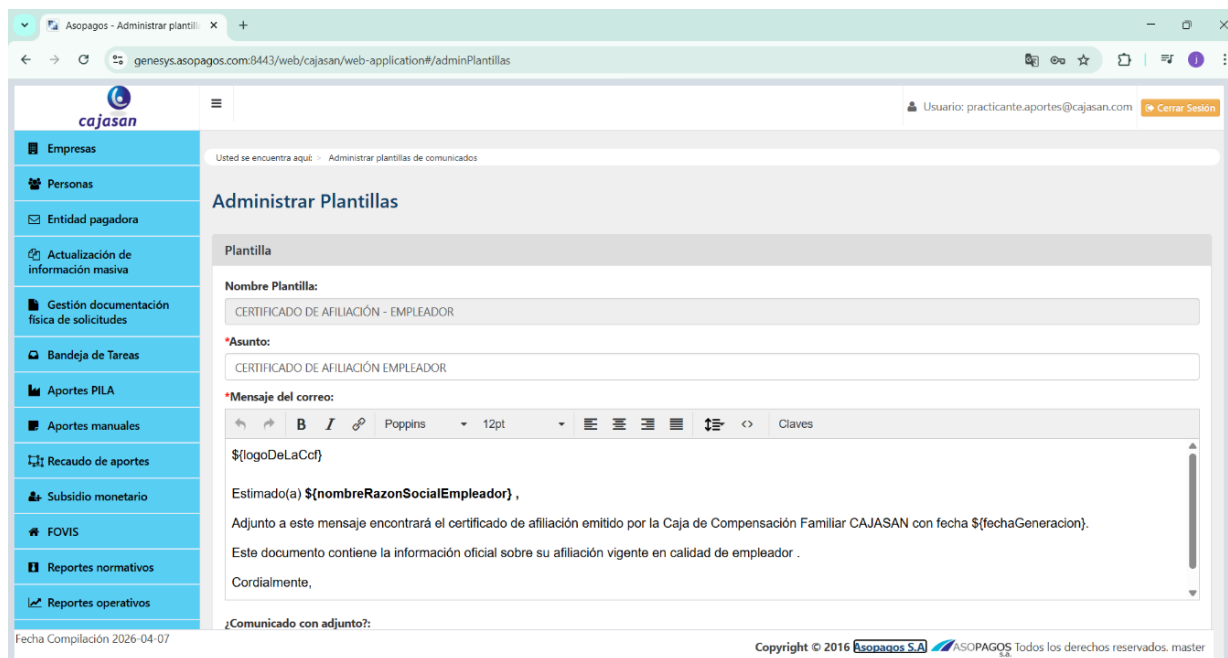 Asopagos - Administrar plantill
genesys.asopagos.com:8443/web/cajasan/web-application#/adminPlantillas
cajasan
Usuario: practicante.aportes@cajasan.com
Cerrar Sesión
Empresas
Personas
Entidad pagadora
Actualización de
información masiva
Gestión documentación
física de solicitudes
Bandeja de Tareas
Aportes PILA
Aportes manuales
Recaudo de aportes
Subsidio monetario
FOVIS
Reportes normativos
Reportes operativos
Usted se encuentra aquí: > Administrar plantillas de comunicados
Administrar Plantillas
Plantilla
Nombre Plantilla:
CERTIFICADO DE AFILIACIÓN - EMPLEADOR
*Asunto:
CERTIFICADO DE AFILIACIÓN EMPLEADOR
*Mensaje del correo:
B I Poppins 12pt <> Claves
${logoDeLaCcf}
Estimado(a) ${nombreRazonSocialEmpleador} ,
Adjunto a este mensaje encontrará el certificado de afiliación emitido por la Caja de Compensación Familiar CAJASAN con fecha ${fechaGeneracion}.
Este documento contiene la información oficial sobre su afiliación vigente en calidad de empleador .
Cordialmente,
¿Comunicado con adjunto?:
Fecha Compilación 2026-04-07
Copyright © 2016 Asopagos S.A ASOPAGOS s.a. Todos los derechos reservados. master